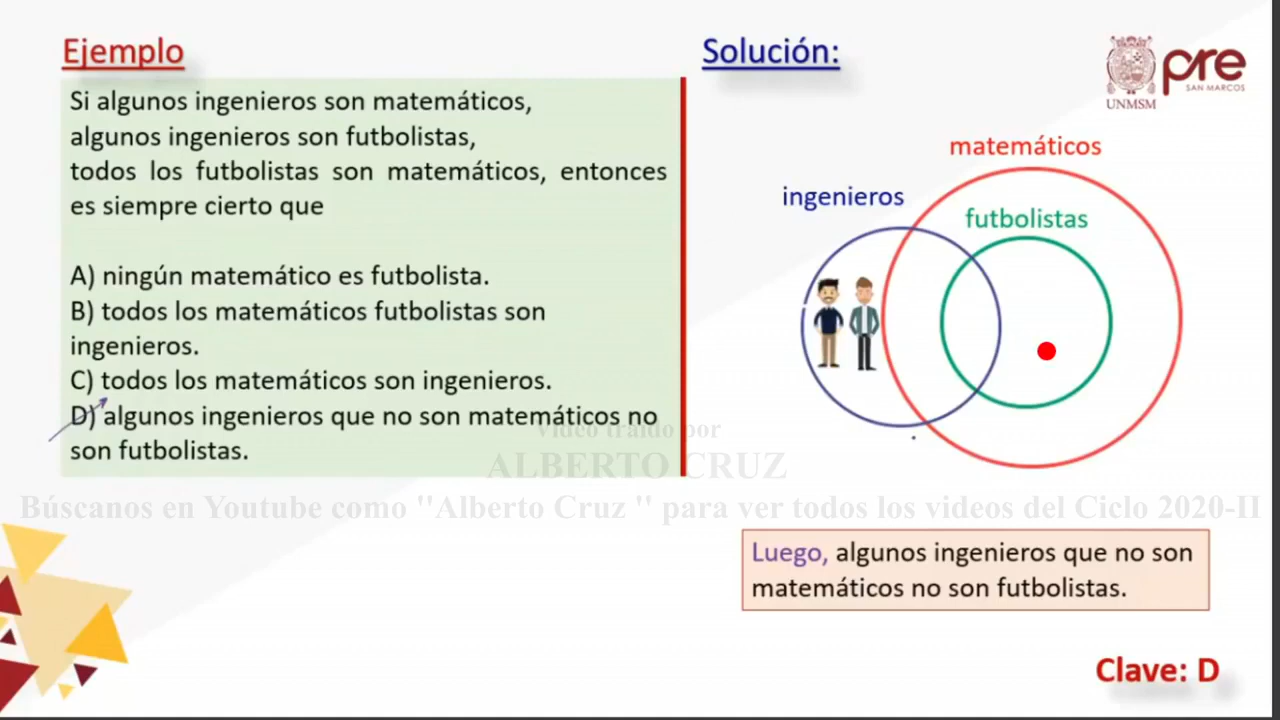 Ejemplo
Si algunos ingenieros son matemáticos,
algunos ingenieros son futbolistas,
todos los futbolistas son matemáticos, entonces
es siempre cierto que
A) ningún matemático es futbolista.
B) todos los matemáticos futbolistas son
ingenieros.
C) todos los matemáticos son ingenieros.
D) algunos ingenieros que no son matemáticos no
son futbolistas.
Solución:
UNMSM
pre
SAN MARCOS
matemáticos
ingenieros
futbolistas
Video traído por
ALBERTO CRUZ
Búscanos en Youtube como "Alberto Cruz " para ver todos los videos del Ciclo 2020-II
Luego, algunos ingenieros que no son
matemáticos no son futbolistas.
Clave: D